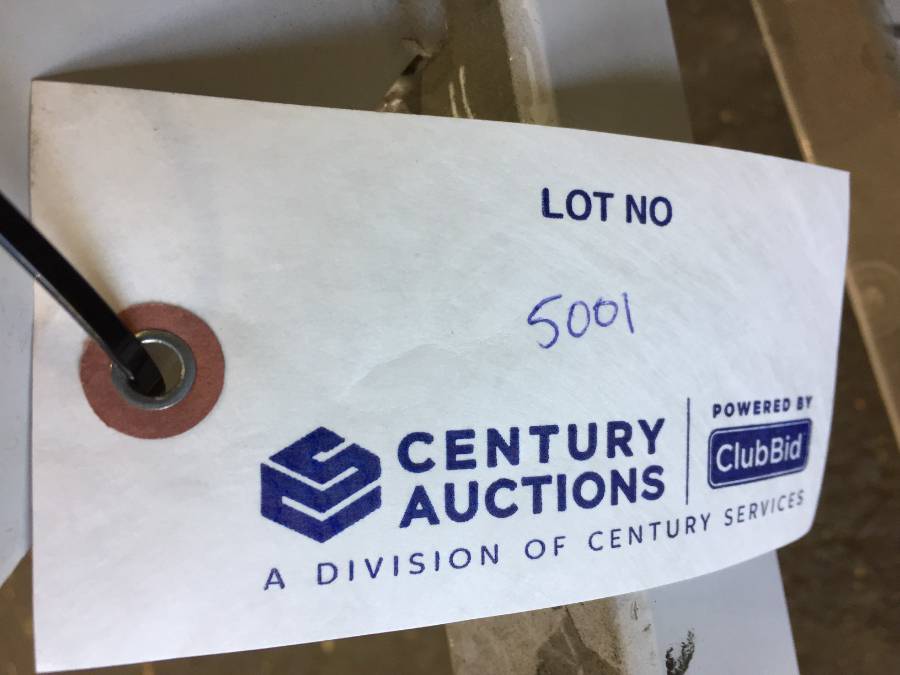 LOT NO
5001
CENTURY
AUCTIONS
POWERED BY
ClubBid
A DIVISION OF CENTURY SERVICES